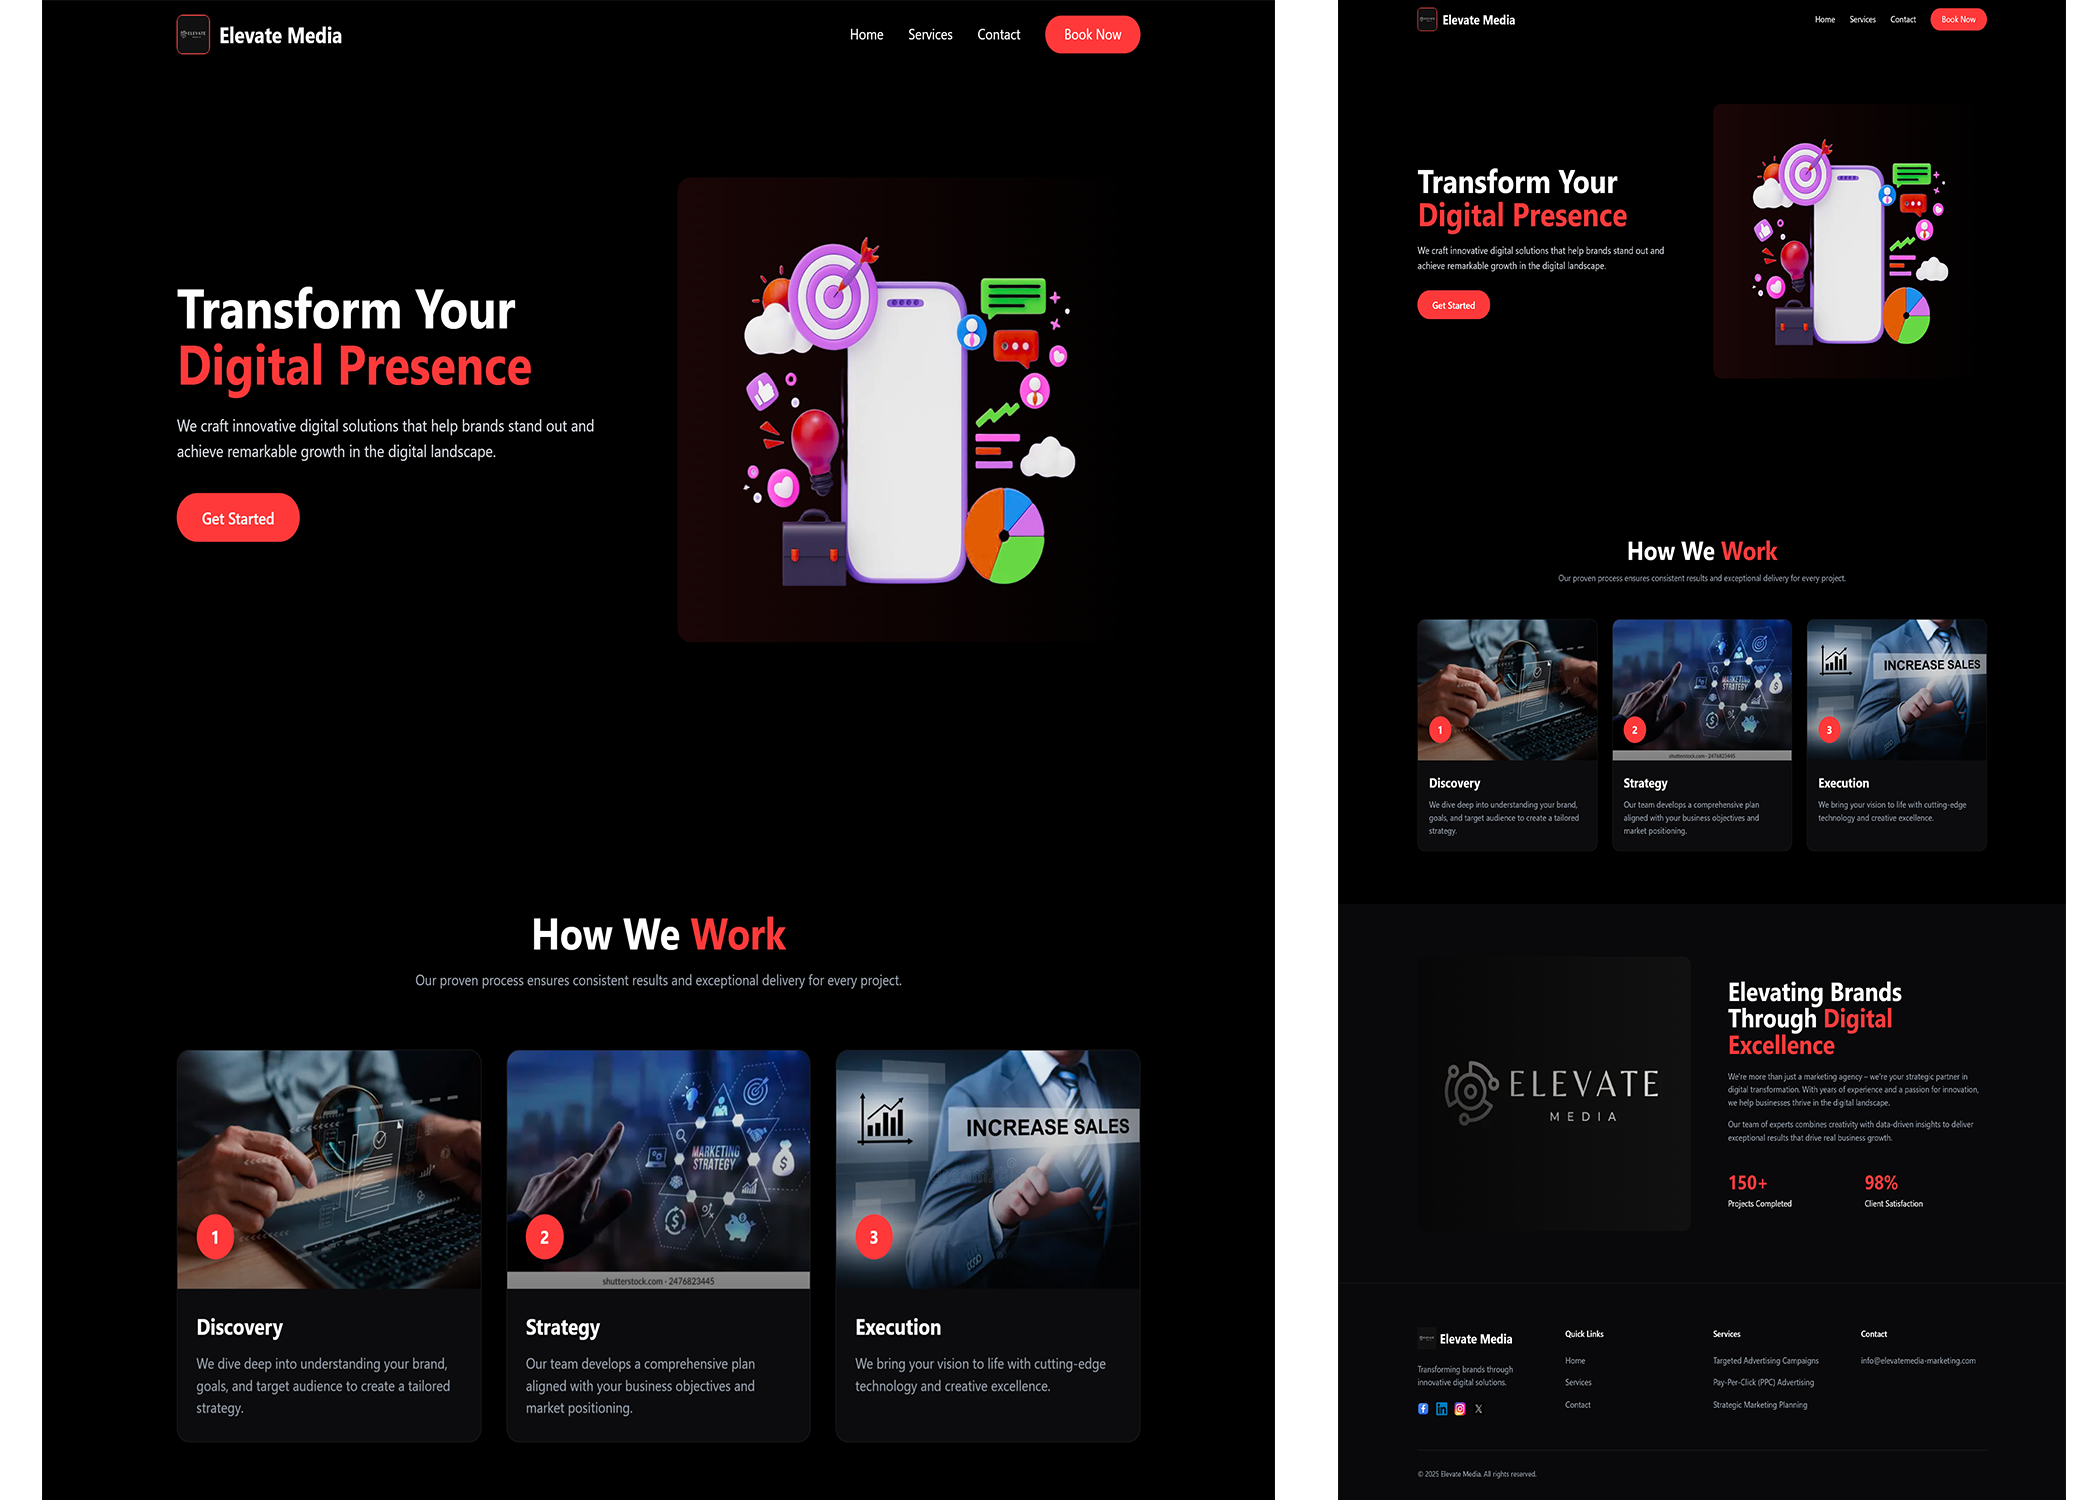 ELEVATE
Elevate Media
Home
Services
Contact
Book Now
Transform Your
Digital Presence
We craft innovative digital solutions that help brands stand out and
achieve remarkable growth in the digital landscape.
Get Started
How We Work
Our proven process ensures consistent results and exceptional delivery for every project.
1
Discovery
We dive deep into understanding your brand,
goals, and target audience to create a tailored
strategy.
MARKETING
STRATEGY
2
shutterstock.com · 2476823445
Strategy
Our team develops a comprehensive plan
aligned with your business objectives and
market positioning.
INCREASE SALES
3
Execution
We bring your vision to life with cutting-edge
technology and creative excellence.
Elevate Media
Home
Services
Contact
Book Now
Transform Your
Digital Presence
We craft innovative digital solutions that help brands stand out and
achieve remarkable growth in the digital landscape.
Get Started
How We Work
Our proven process ensures consistent results and exceptional delivery for every project.
1
Discovery
We dive deep into understanding your brand,
goals, and target audience to create a tailored
strategy.
MARKETING
STRATEGY
2
shutterstock.com · 2476823445
Strategy
Our team develops a comprehensive plan
aligned with your business objectives and
market positioning.
INCREASE SALES
3
Execution
We bring your vision to life with cutting-edge
technology and creative excellence.
ELEVATE
MEDIA
Elevating Brands
Through Digital
Excellence
We're more than just a marketing agency – we're your strategic partner in
digital transformation. With years of experience and a passion for innovation,
we help businesses thrive in the digital landscape.
Our team of experts combines creativity with data-driven insights to deliver
exceptional results that drive real business growth.
150+
Projects Completed
98%
Client Satisfaction
Elevate Media
Transforming brands through
innovative digital solutions.
Quick Links
Home
Services
Contact
Services
Targeted Advertising Campaigns
Pay-Per-Click (PPC) Advertising
Strategic Marketing Planning
Contact
info@elevatemedia-marketing.com
© 2025 Elevate Media. All rights reserved.